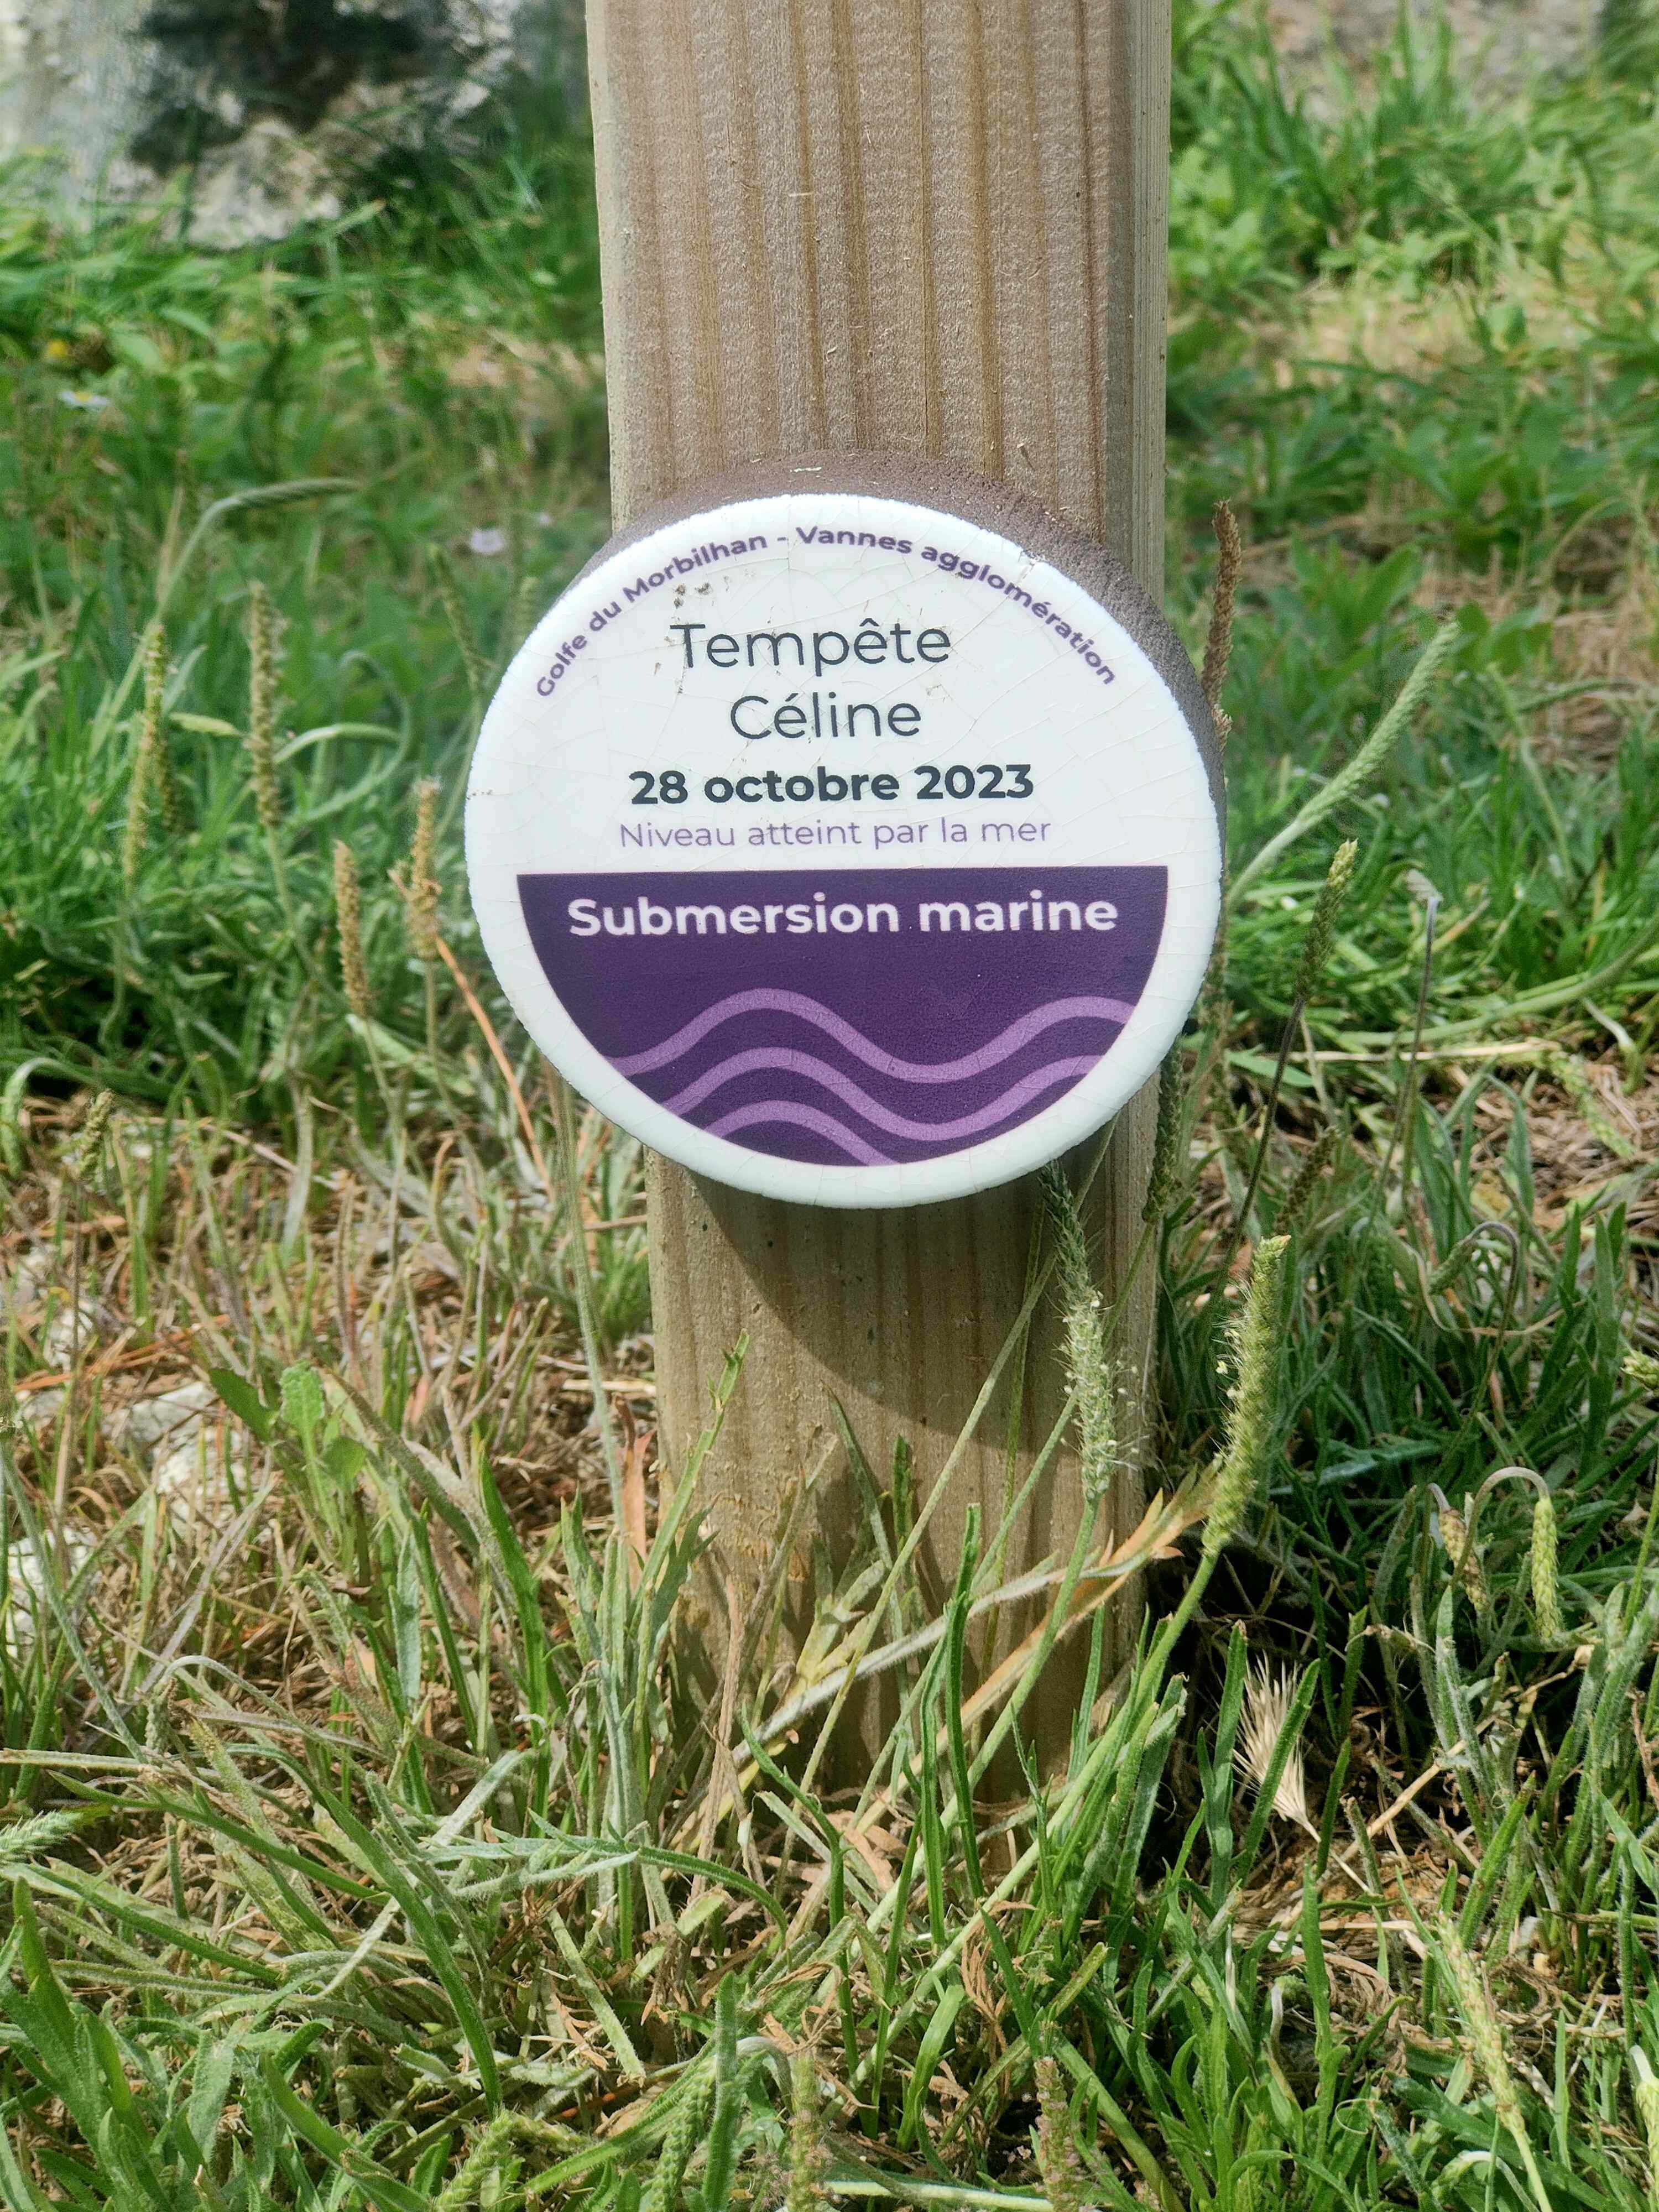 Golfe du Morbilhan - Vannes agglomération
Tempête
Céline
28 octobre 2023
Niveau atteint par la mer
Submersion marine